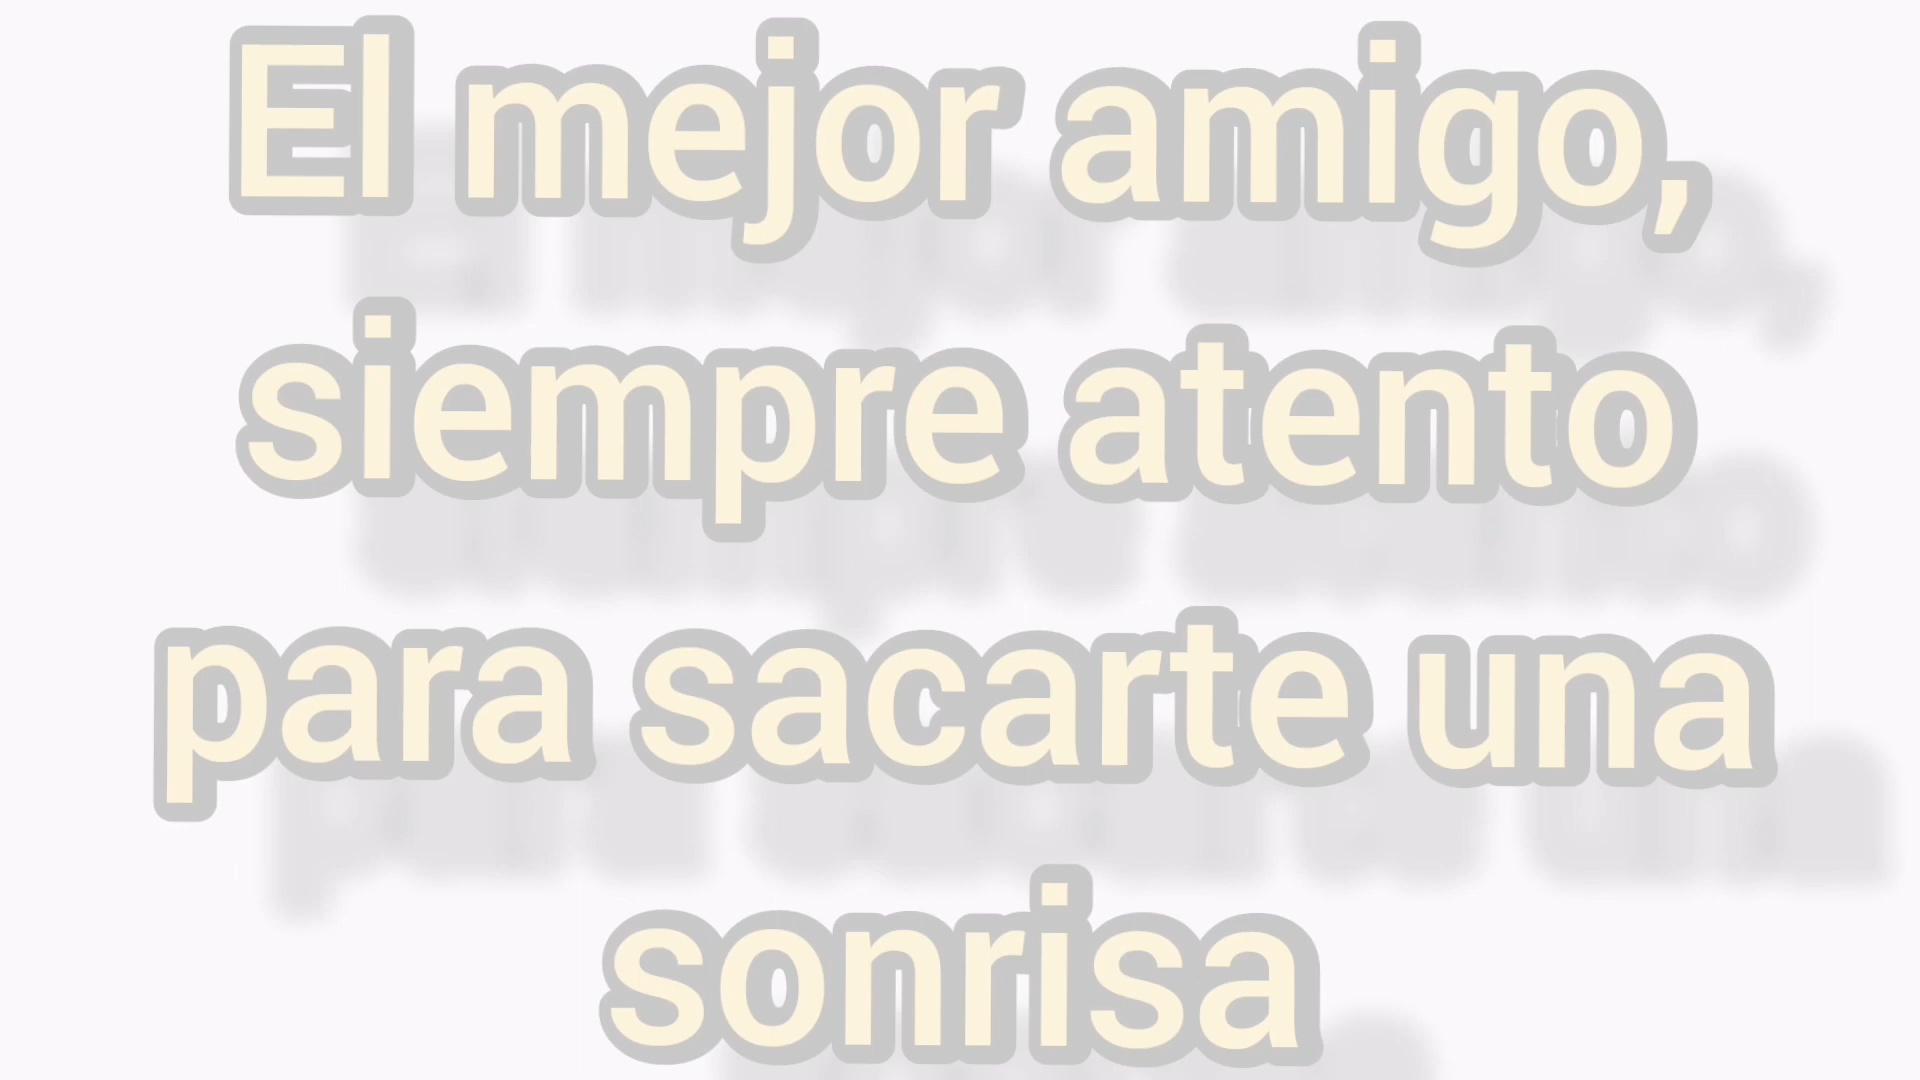 El mejor amigo,
siempre atento
para sacarte una
sonrisa